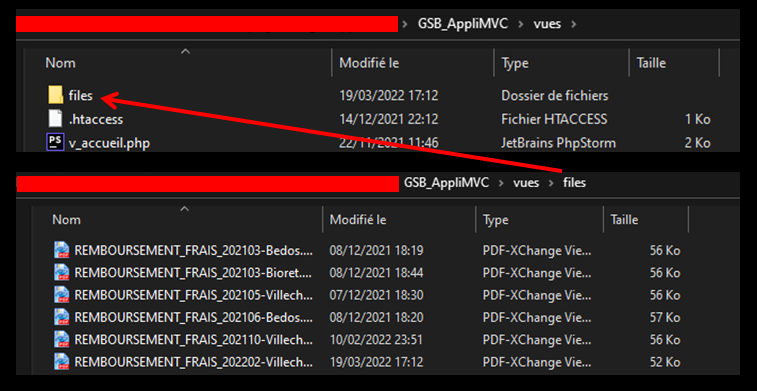 GSB_AppliMVC > vues >
Nom Modifié le Type Taille
files 19/03/2022 17:12 Dossier de fichiers
.htaccess 14/12/2021 22:12 Fichier HTACCESS 1 Ko
PS v_accueil.php 22/11/2021 11:46 JetBrains PhpStorm 2 Ko
GSB_AppliMVC > vues > files
Nom Modifié le Type Taille
REMBOURSEMENT_FRAIS_202103-Bedos.... 08/12/2021 18:19 PDF-XChange Vie... 56 Ko
REMBOURSEMENT_FRAIS_202103-Bioret.... 08/12/2021 18:44 PDF-XChange Vie... 56 Ko
REMBOURSEMENT_FRAIS_202105-Villech... 07/12/2021 18:30 PDF-XChange Vie... 56 Ko
REMBOURSEMENT_FRAIS_202106-Bedos.... 08/12/2021 18:20 PDF-XChange Vie... 57 Ko
REMBOURSEMENT_FRAIS_202110-Villech... 10/02/2022 23:51 PDF-XChange Vie... 56 Ko
REMBOURSEMENT_FRAIS_202202-Villech... 19/03/2022 17:12 PDF-XChange Vie... 52 Ko